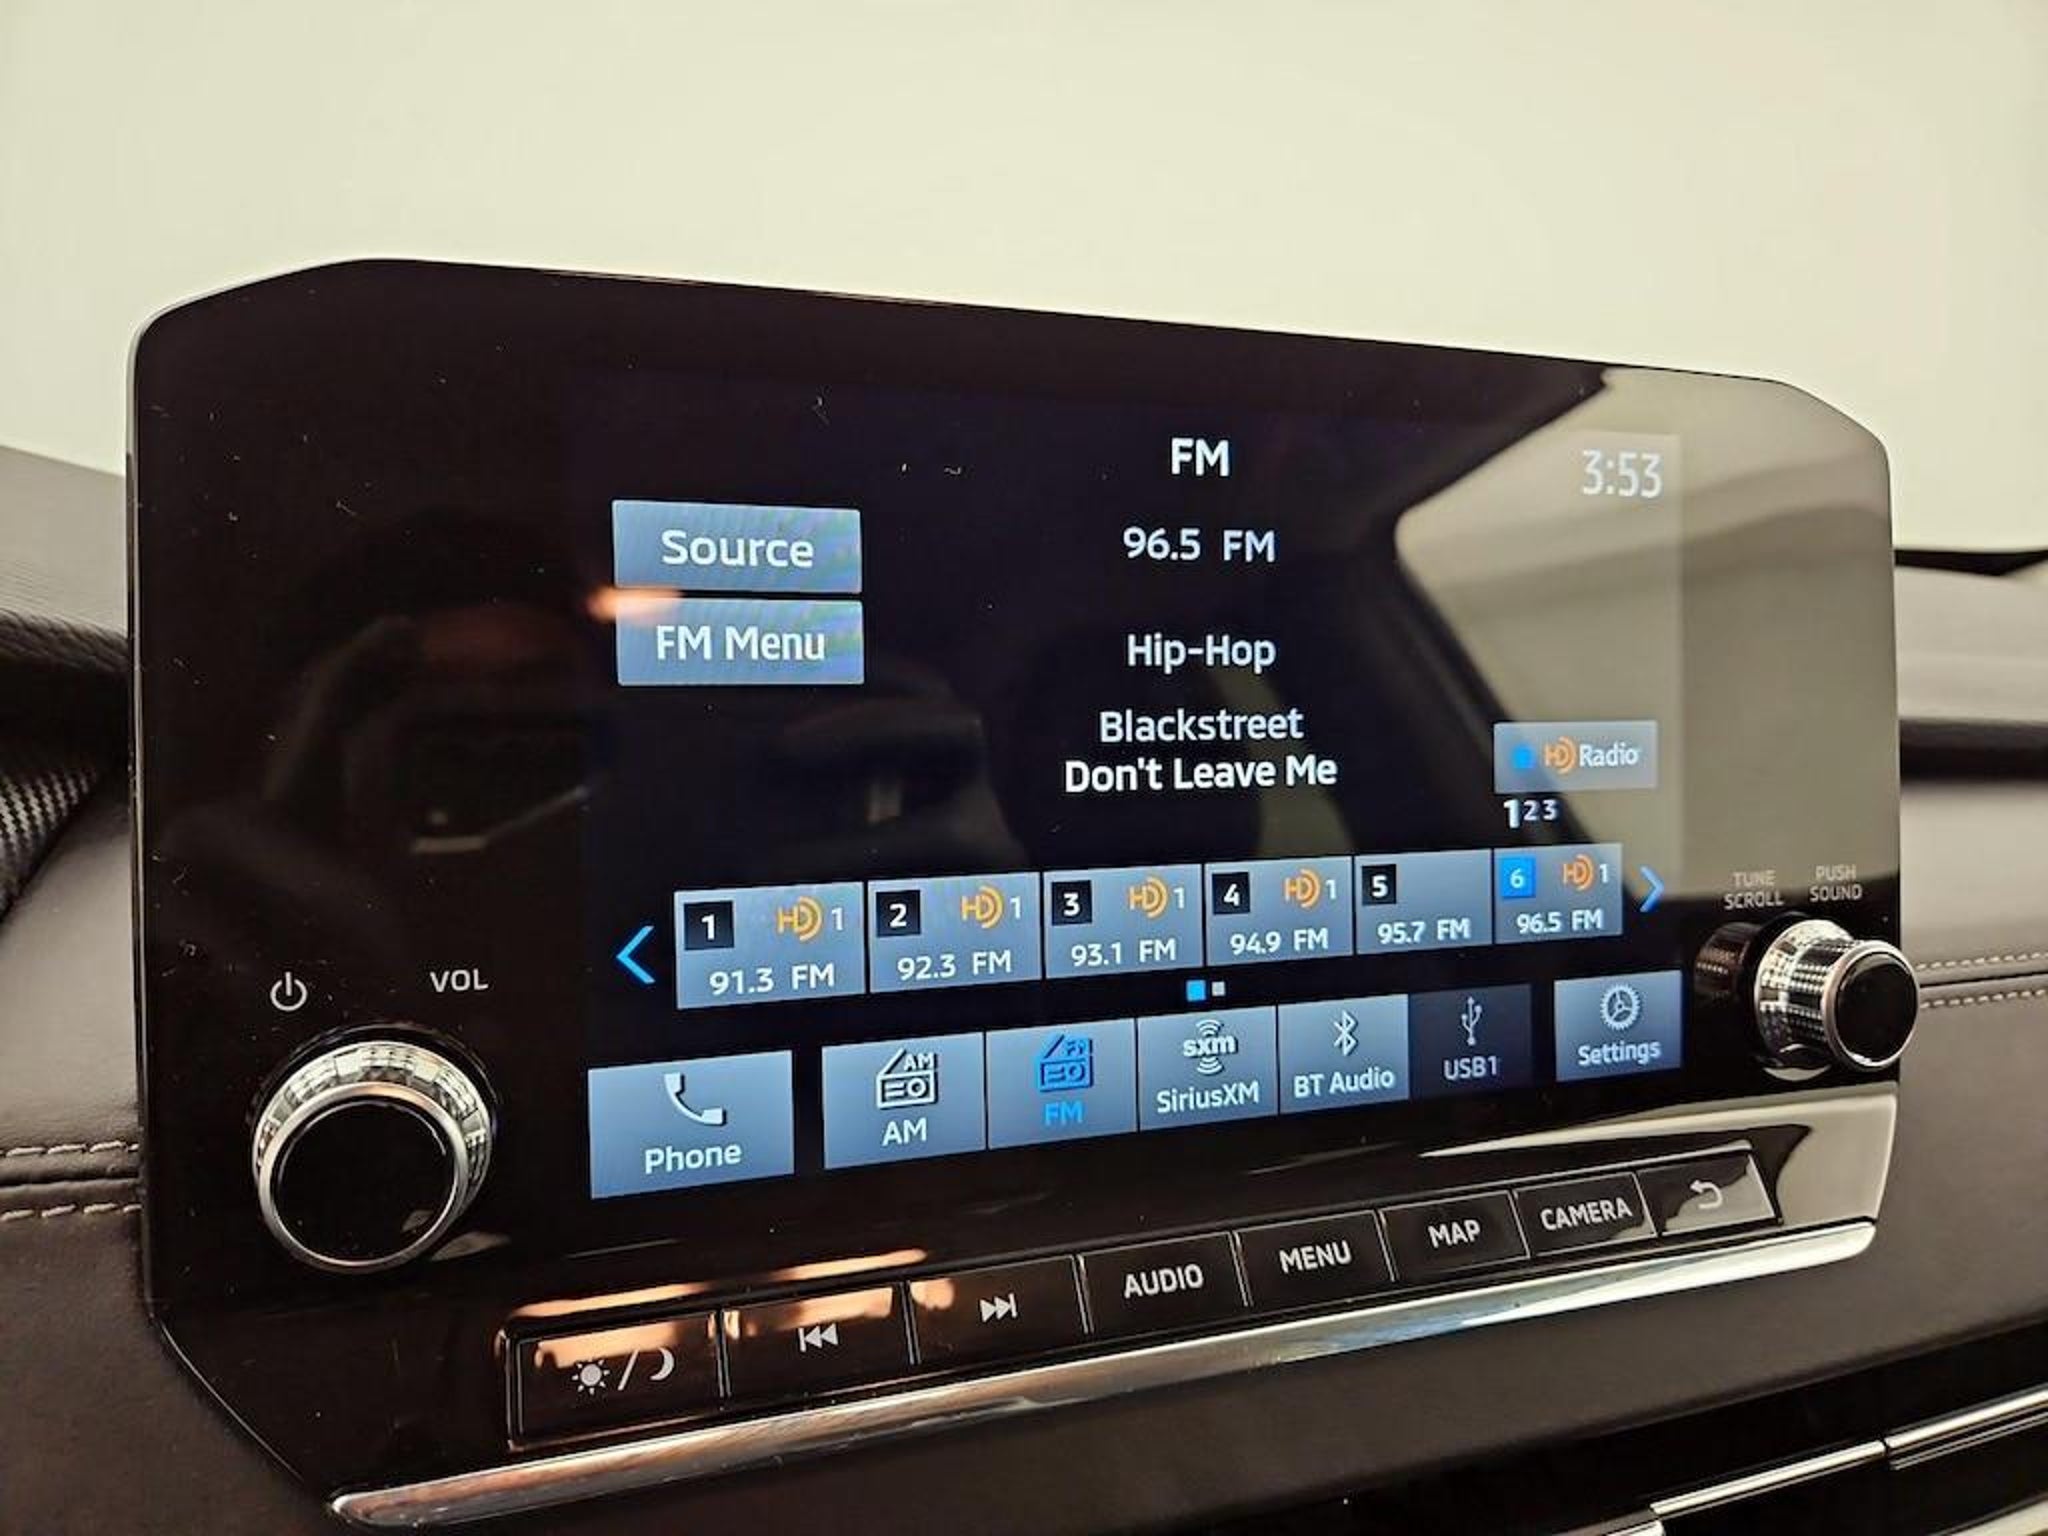 FM
3:53
Source
96.5 FM
FM Menu
Hip-Hop
Blackstreet
Don't Leave Me
HD Radio
1 2 3
1 HD 1
91.3 FM
2 HD 1
92.3 FM
3 HD 1
93.1 FM
4 HD 1
94.9 FM
5
95.7 FM
6 HD 1
96.5 FM
TUNE
SCROLL
PUSH
SOUND
VOL
Phone
AM
AM
FM
FM
sxm
SiriusXM
BT Audio
USB1
Settings
AUDIO
MENU
MAP
CAMERA